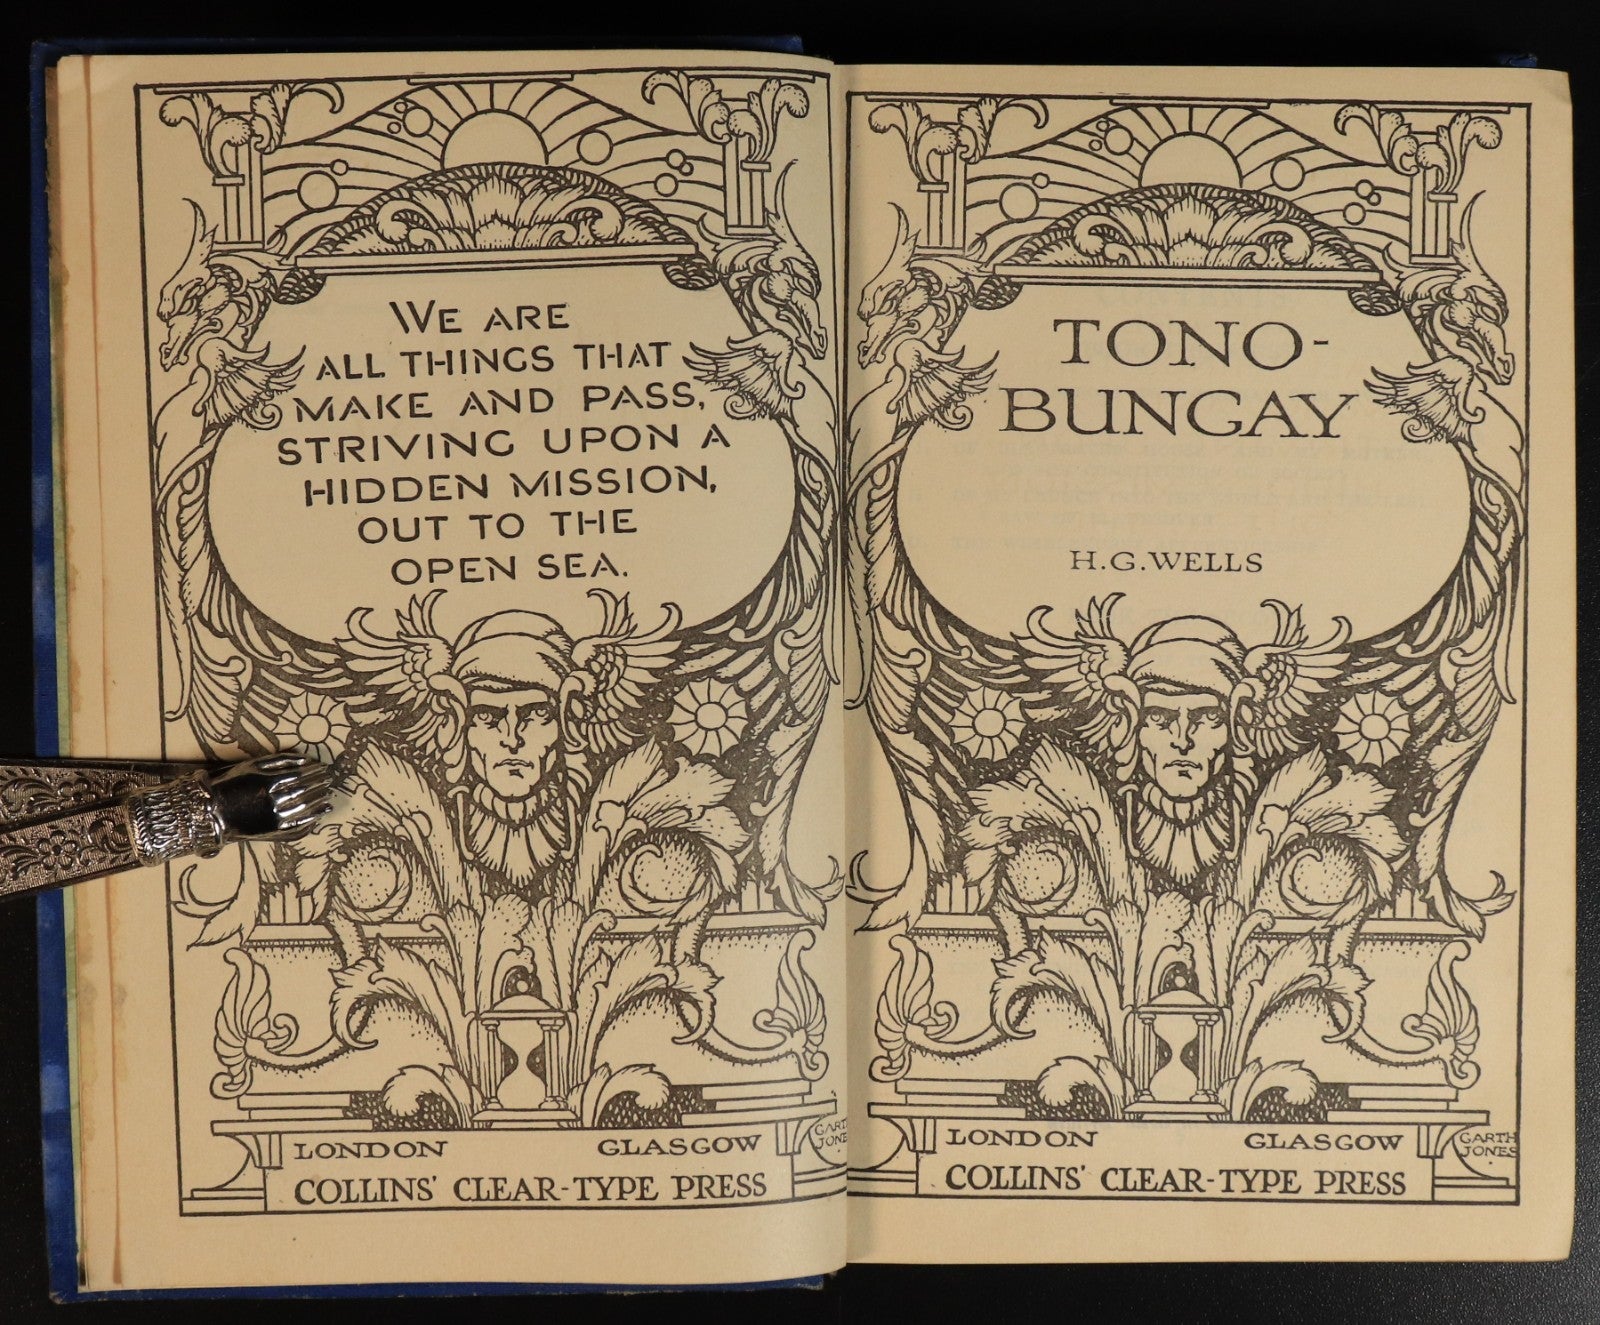 WE ARE
ALL THINGS THAT
MAKE AND PASS,
STRIVING UPON A
HIDDEN MISSION,
OUT TO THE
OPEN SEA.
LONDON GLASGOW
GARTH
JONES
COLLINS' CLEAR-TYPE PRESS
TONO-
BUNGAY
H.G.WELLS
LONDON GLASGOW
GARTH
JONES
COLLINS' CLEAR-TYPE PRESS